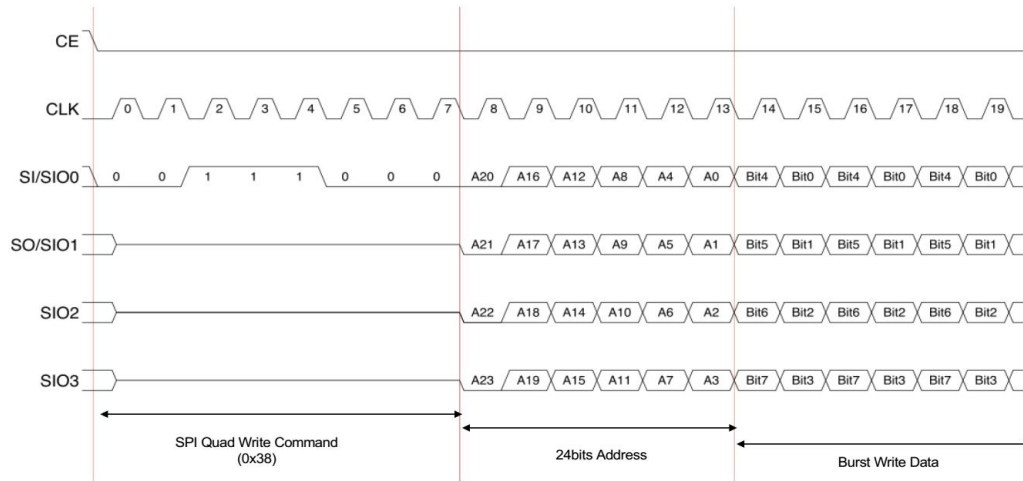 CE
CLK 0 1 2 3 4 5 6 7 8 9 10 11 12 13 14 15 16 17 18 19
SI/SIO0 0 0 1 1 1 0 0 0 A20 A16 A12 A8 A4 A0 Bit4 Bit0 Bit4 Bit0 Bit4 Bit0
SO/SIO1 A21 A17 A13 A9 A5 A1 Bit5 Bit1 Bit5 Bit1 Bit5 Bit1
SIO2 A22 A18 A14 A10 A6 A2 Bit6 Bit2 Bit6 Bit2 Bit6 Bit2
SIO3 A23 A19 A15 A11 A7 A3 Bit7 Bit3 Bit7 Bit3 Bit7 Bit3
SPI Quad Write Command
(0x38)
24bits Address
Burst Write Data